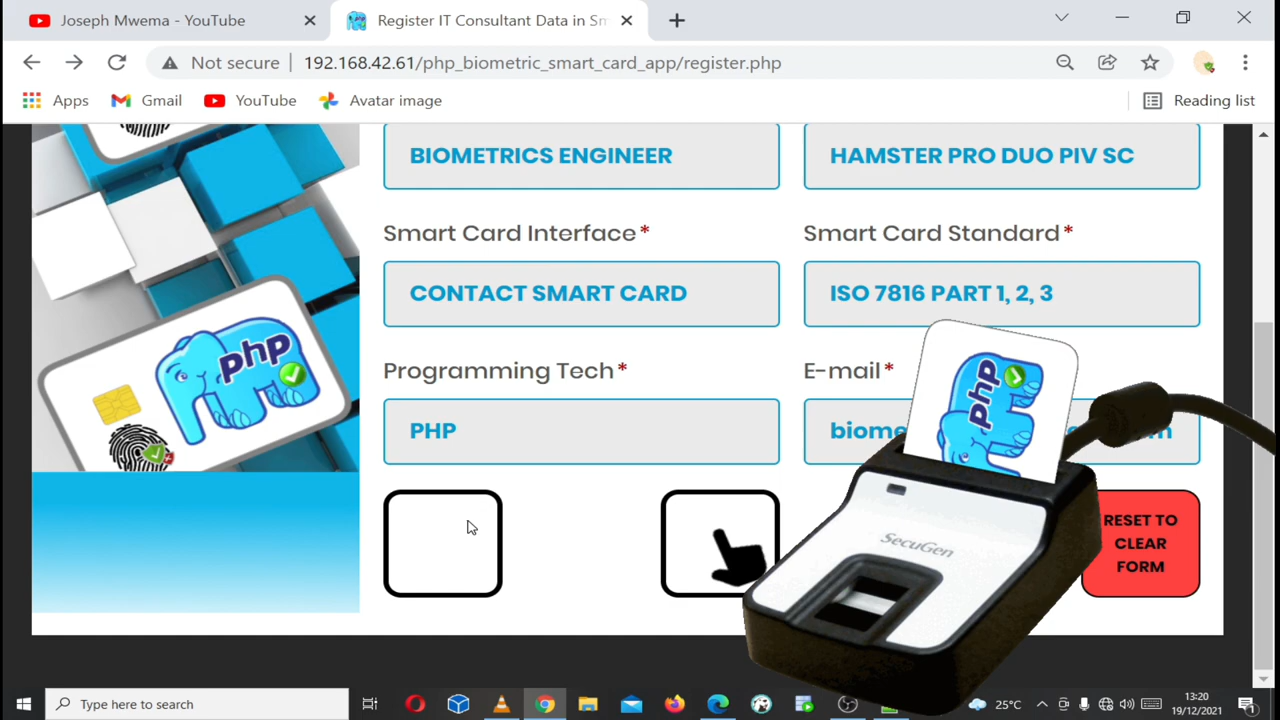 Joseph Mwema - YouTube
Register IT Consultant Data in Sm
Not secure
192.168.42.61/php_biometric_smart_card_app/register.php
Apps
Gmail
YouTube
Avatar image
Reading list
BIOMETRICS ENGINEER
HAMSTER PRO DUO PIV SC
Smart Card Interface*
Smart Card Standard*
CONTACT SMART CARD
ISO 7816 PART 1, 2, 3
php
php
Programming Tech*
E-mail*
PHP
biome
m
RESET TO
CLEAR
FORM
SecuGen
Type here to search
25°C
13:20
19/12/2021
1